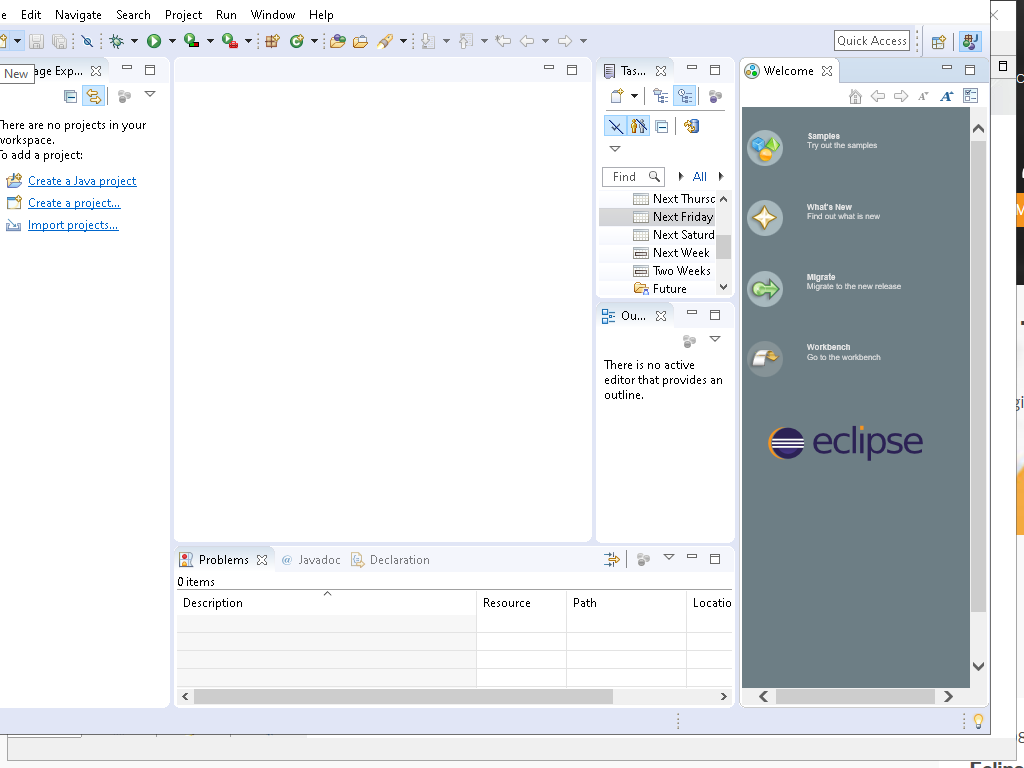 Edit Navigate Search Project Run Window Help
Quick Access
New
age Exp...
There are no projects in your
workspace.
To add a project:
Create a Java project
Create a project...
Import projects...
Tas...
Find
All
Next Thursc
Next Friday
Next Saturd
Next Week
Two Weeks
Future
Ou...
There is no active
editor that provides an
outline.
Welcome
Samples
Try out the samples
What's New
Find out what is new
Migrate
Migrate to the new release
Workbench
Go to the workbench
eclipse
Problems @ Javadoc Declaration
0 items
Description Resource Path Locatio